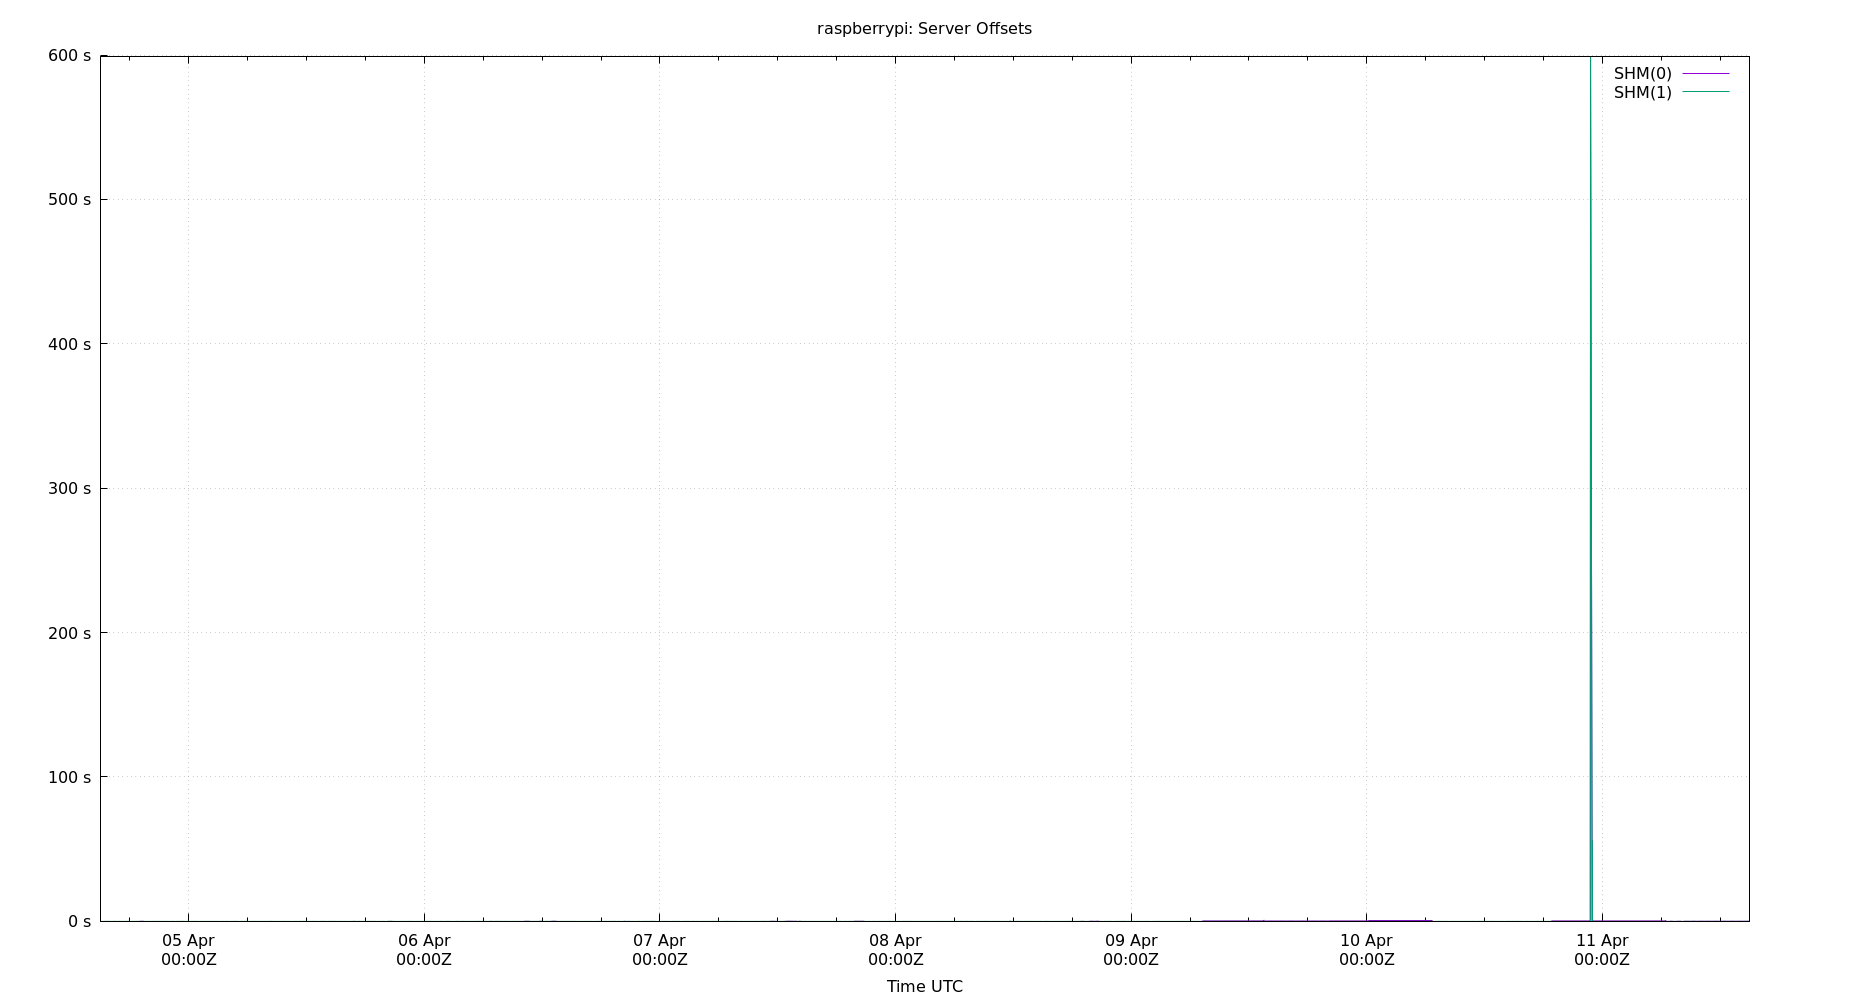 raspberrypi: Server Offsets
600 s
SHM(0)
SHM(1)
500 s
400 s
300 s
200 s
100 s
0 s
05 Apr 06 Apr 07 Apr 08 Apr 09 Apr 10 Apr 11 Apr
00:00Z 00:00Z 00:00Z 00:00Z 00:00Z 00:00Z 00:00Z
Time UTC